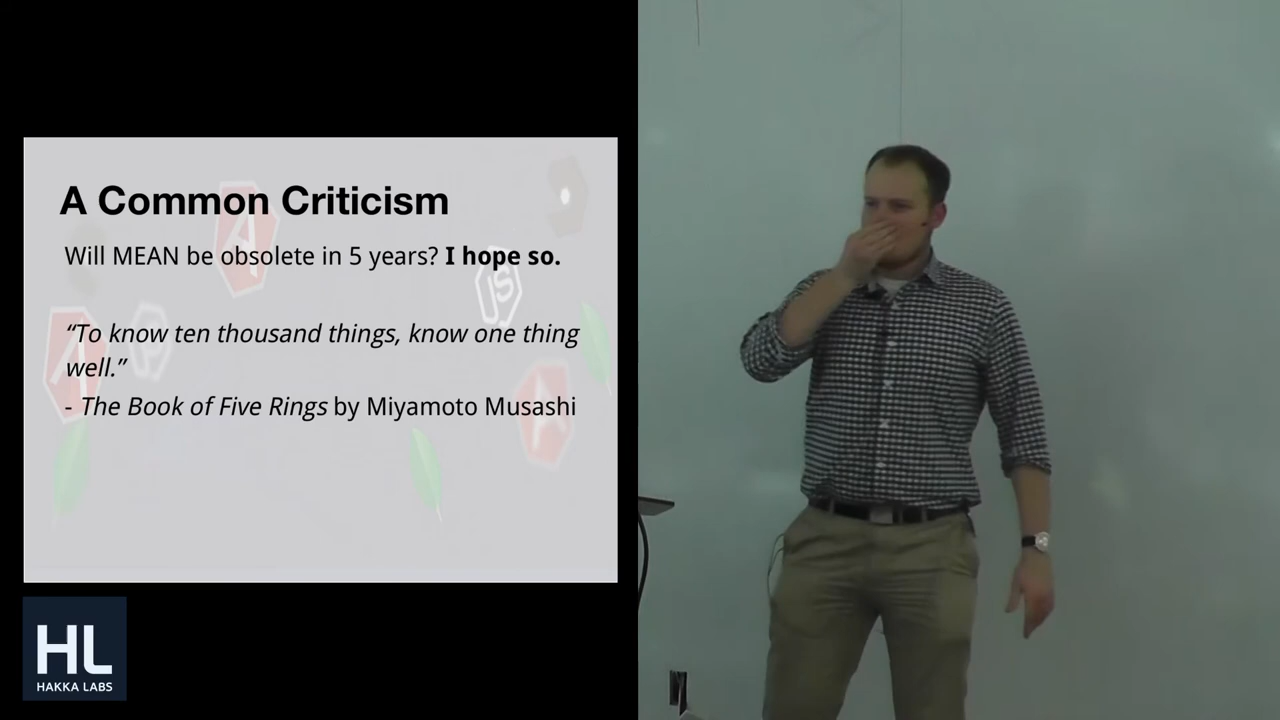 A Common Criticism
Will MEAN be obsolete in 5 years? I hope so.
“To know ten thousand things, know one thing
well.”
- The Book of Five Rings by Miyamoto Musashi
JS
HL
HAKKA LABS